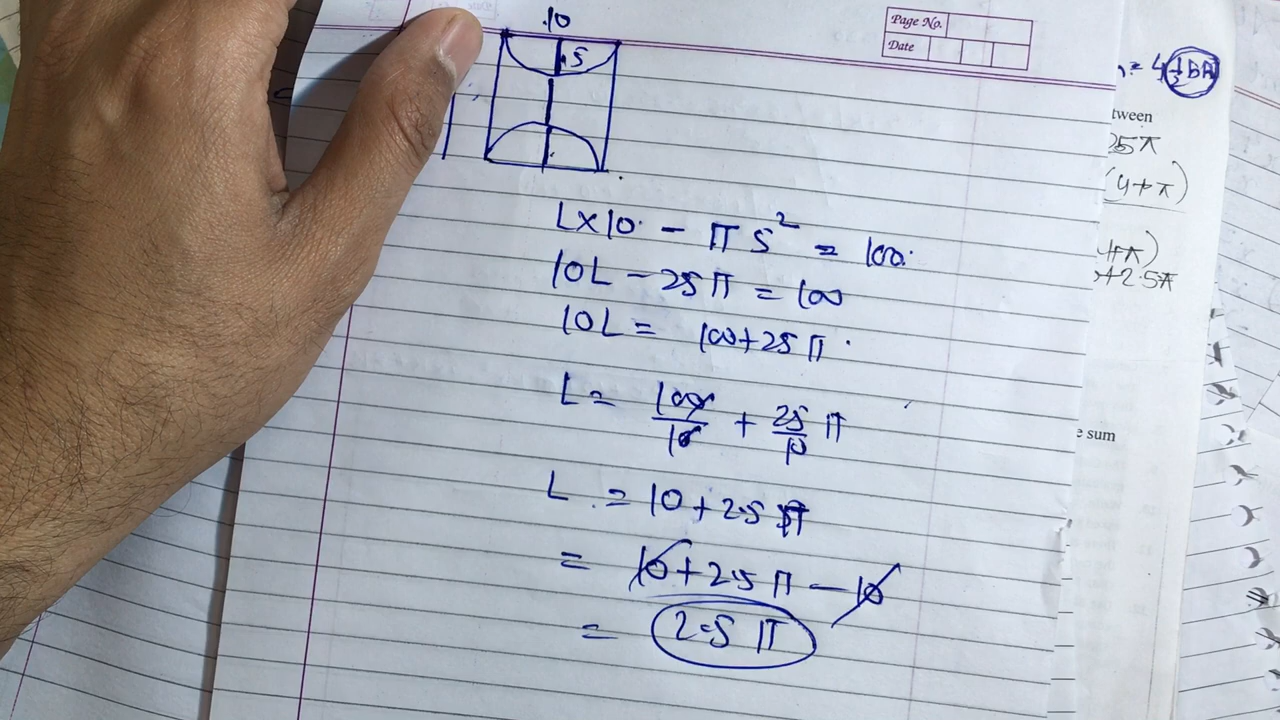 Page No.
Date
.10
5
L×10 - π5² = 100.
10L - 25π = 100
10L = 100+25π
L = 100/10 + 25/10 π
L = 10+2.5π
= 10+2.5π - 10
= 2.5π
tween
25π
(4+π)
2.5π
e sum